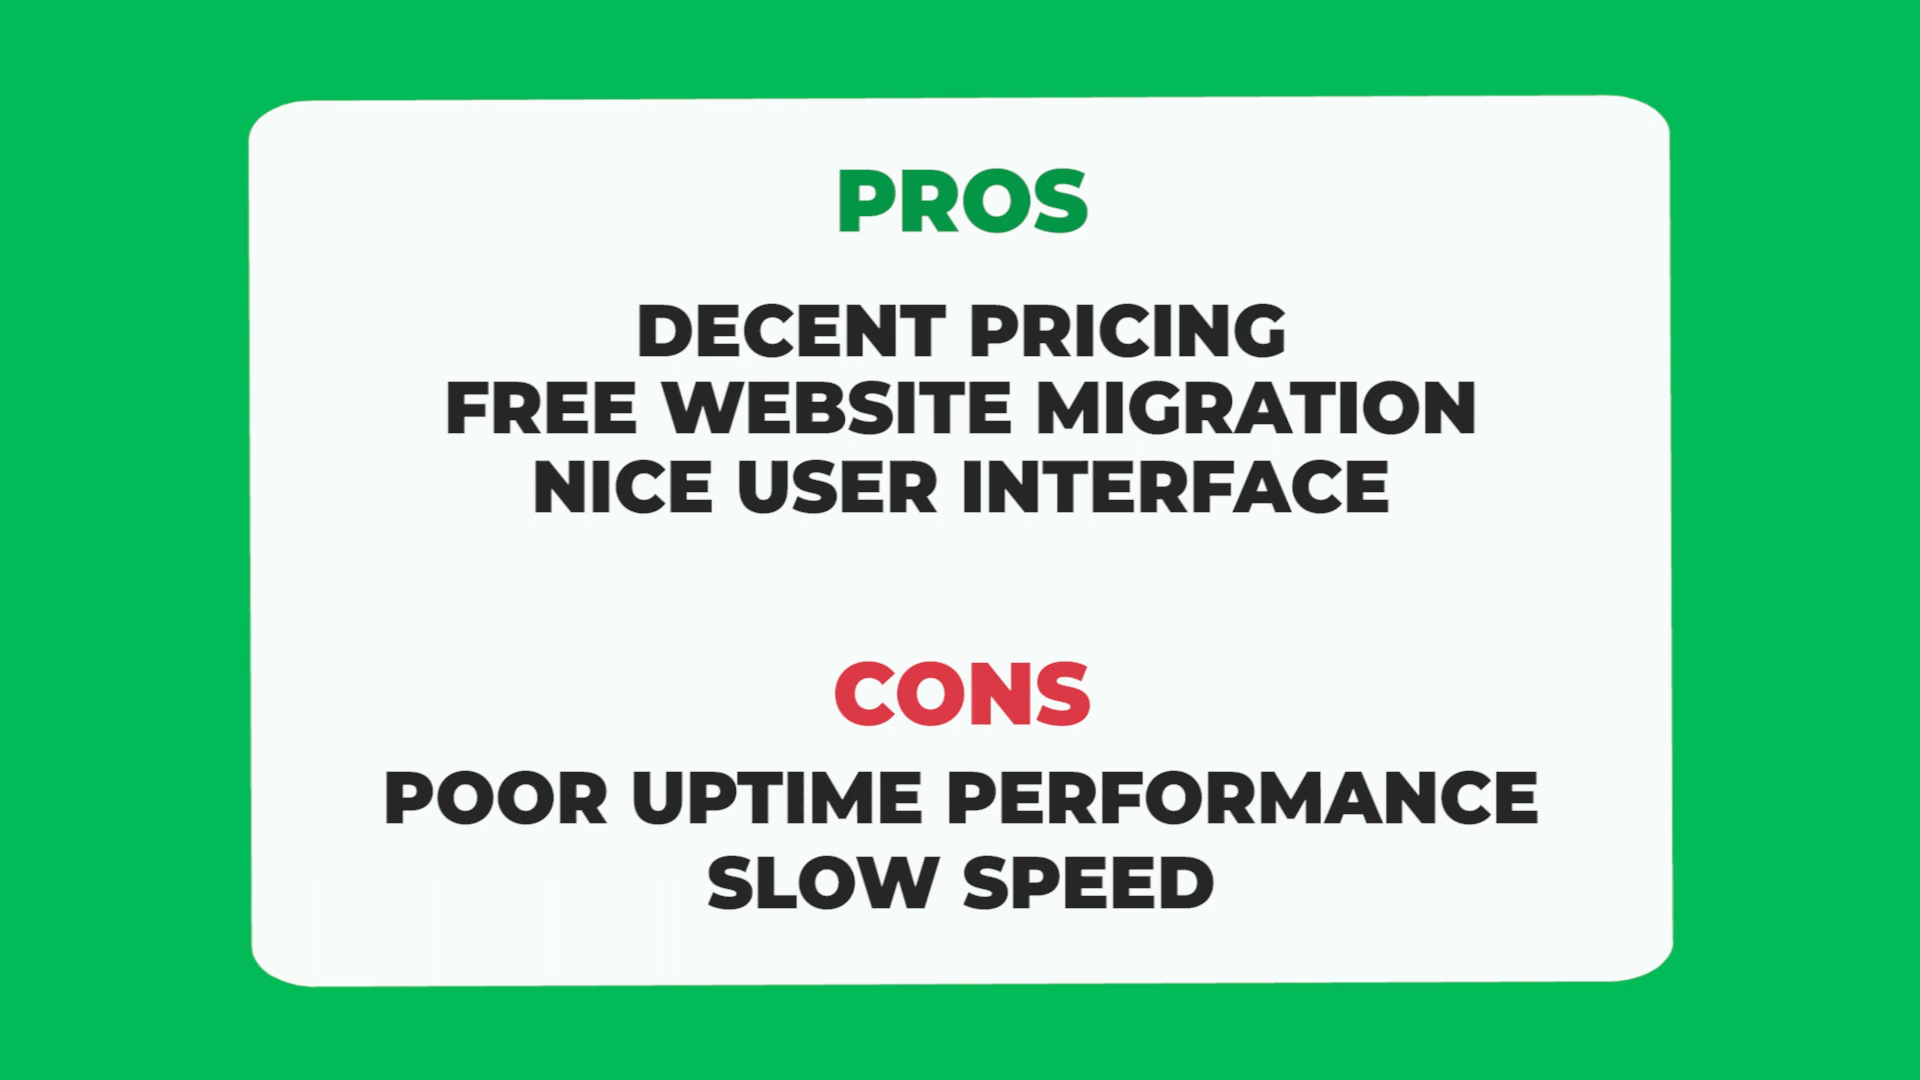 PROS
DECENT PRICING
FREE WEBSITE MIGRATION
NICE USER INTERFACE
CONS
POOR UPTIME PERFORMANCE
SLOW SPEED